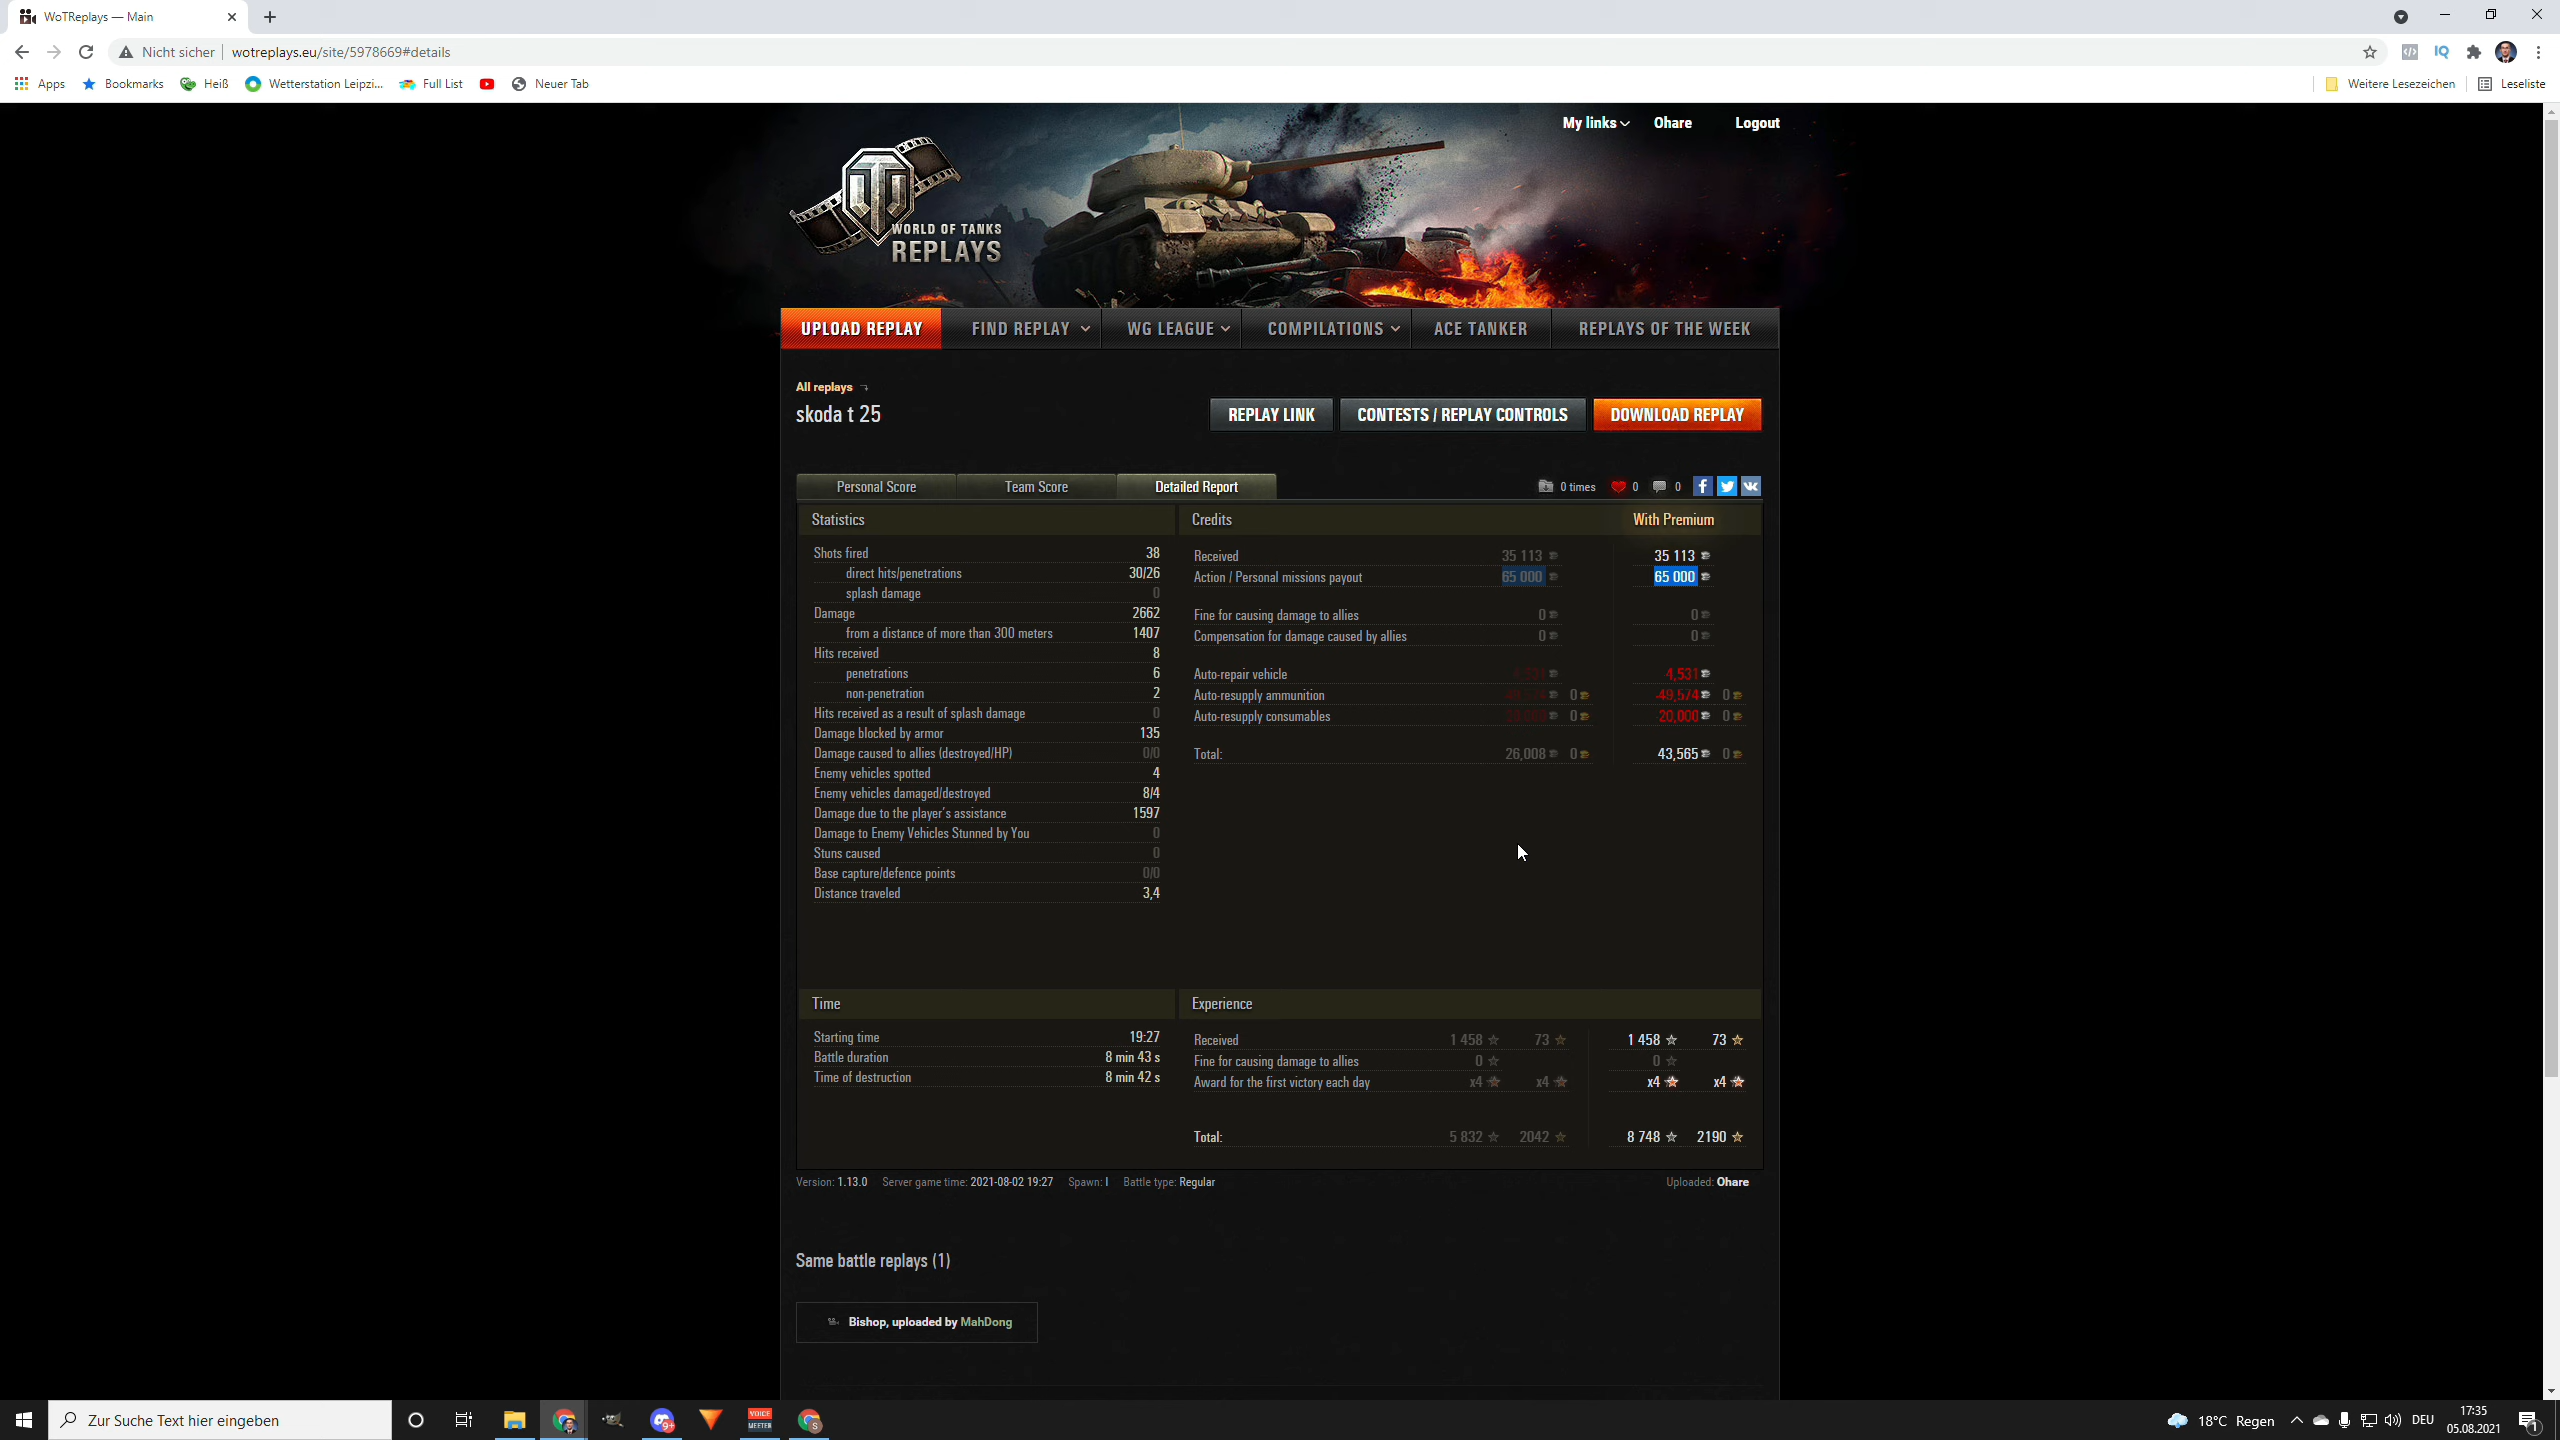 WoTReplays — Main
Nicht sicher | wotreplays.eu/site/5978669#details
Apps Bookmarks Heiß Wetterstation Leipzi... Full List Neuer Tab Weitere Lesezeichen Leseliste
My links Ohare Logout
WORLD OF TANKS
REPLAYS
UPLOAD REPLAY FIND REPLAY WG LEAGUE COMPILATIONS ACE TANKER REPLAYS OF THE WEEK
All replays
skoda t 25
REPLAY LINK CONTESTS / REPLAY CONTROLS DOWNLOAD REPLAY
Personal Score Team Score Detailed Report 0 times 0 0
Statistics
Shots fired 38
direct hits/penetrations 30/26
splash damage 0
Damage 2662
from a distance of more than 300 meters 1407
Hits received 8
penetrations 6
non-penetration 2
Hits received as a result of splash damage 0
Damage blocked by armor 135
Damage caused to allies (destroyed/HP) 0/0
Enemy vehicles spotted 4
Enemy vehicles damaged/destroyed 8/4
Damage due to the player's assistance 1597
Damage to Enemy Vehicles Stunned by You 0
Stuns caused 0
Base capture/defence points 0/0
Distance traveled 3,4
Credits With Premium
Received 35 113 35 113
Action / Personal missions payout 65 000 65 000
Fine for causing damage to allies 0 0
Compensation for damage caused by allies 0 0
Auto-repair vehicle -4,531
Auto-resupply ammunition 0 -49,574 0
Auto-resupply consumables 0 -20,000 0
Total: 26,008 0 43,565 0
Time
Starting time 19:27
Battle duration 8 min 43 s
Time of destruction 8 min 42 s
Experience
Received 1 458 73 1 458 73
Fine for causing damage to allies 0 0
Award for the first victory each day x4 x4 x4 x4
Total: 5 832 2042 8 748 2190
Version: 1.13.0 Server game time: 2021-08-02 19:27 Spawn: I Battle type: Regular Uploaded: Ohare
Same battle replays (1)
Bishop, uploaded by MahDong
Zur Suche Text hier eingeben
9+
VOICE
MEETER
S
18°C Regen
DEU
17:35
05.08.2021
1